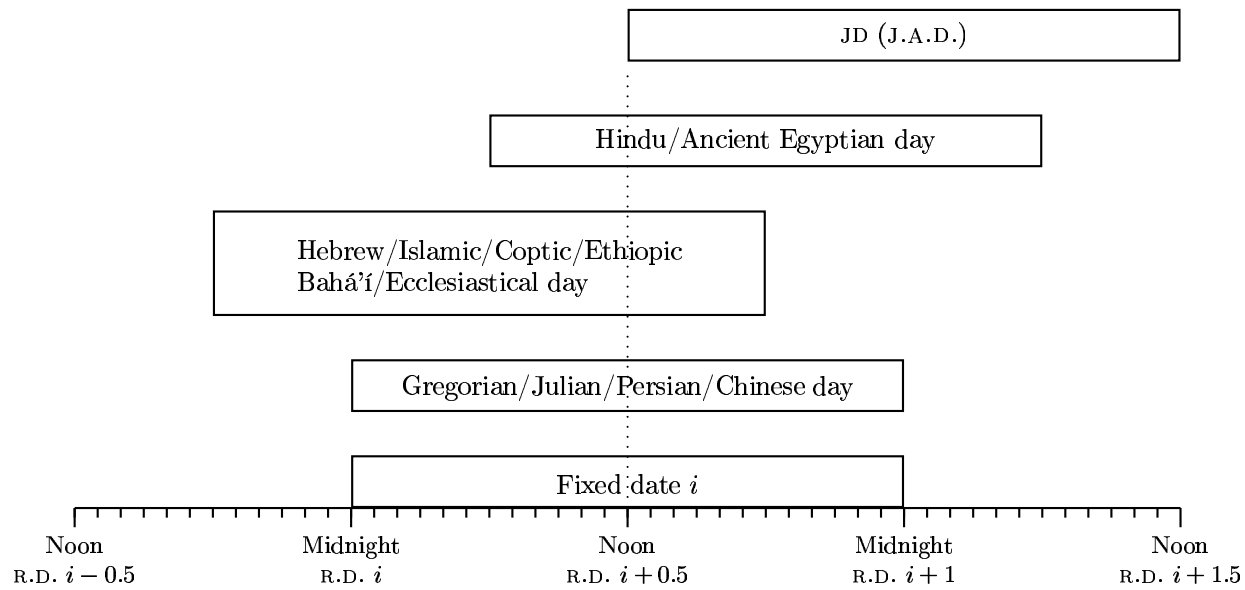 JD (J.A.D.)
Hindu/Ancient Egyptian day
Hebrew/Islamic/Coptic/Ethiopic
Bahá'í/Ecclesiastical day
Gregorian/Julian/Persian/Chinese day
Fixed date i
Noon Midnight Noon Midnight Noon
R.D. i − 0.5 R.D. i R.D. i + 0.5 R.D. i + 1 R.D. i + 1.5